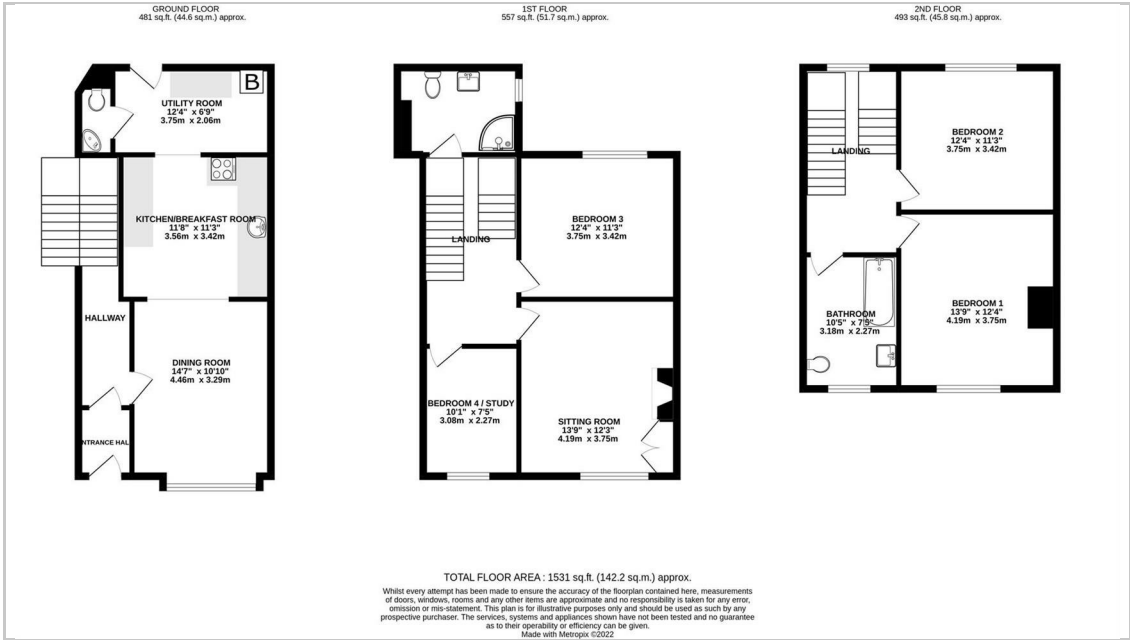 GROUND FLOOR
481 sq.ft. (44.6 sq.m.) approx.
B
UTILITY ROOM
12'4" x 6'9"
3.75m x 2.06m
KITCHEN/BREAKFAST ROOM
11'8" x 11'3"
3.56m x 3.42m
HALLWAY
DINING ROOM
14'7" x 10'10"
4.46m x 3.29m
NTRANCE HAL
1ST FLOOR
557 sq.ft. (51.7 sq.m.) approx.
BEDROOM 3
12'4" x 11'3"
3.75m x 3.42m
LANDING
BEDROOM 4 / STUDY
10'1" x 7'5"
3.08m x 2.27m
SITTING ROOM
13'9" x 12'3"
4.19m x 3.75m
2ND FLOOR
493 sq.ft. (45.8 sq.m.) approx.
BEDROOM 2
12'4" x 11'3"
3.75m x 3.42m
LANDING
BATHROOM
10'5" x 7'5"
3.18m x 2.27m
BEDROOM 1
13'9" x 12'4"
4.19m x 3.75m
TOTAL FLOOR AREA : 1531 sq.ft. (142.2 sq.m.) approx.
Whilst every attempt has been made to ensure the accuracy of the floorplan contained here, measurements
of doors, windows, rooms and any other items are approximate and no responsibility is taken for any error,
omission or mis-statement. This plan is for illustrative purposes only and should be used as such by any
prospective purchaser. The services, systems and appliances shown have not been tested and no guarantee
as to their operability or efficiency can be given.
Made with Metropix ©2022